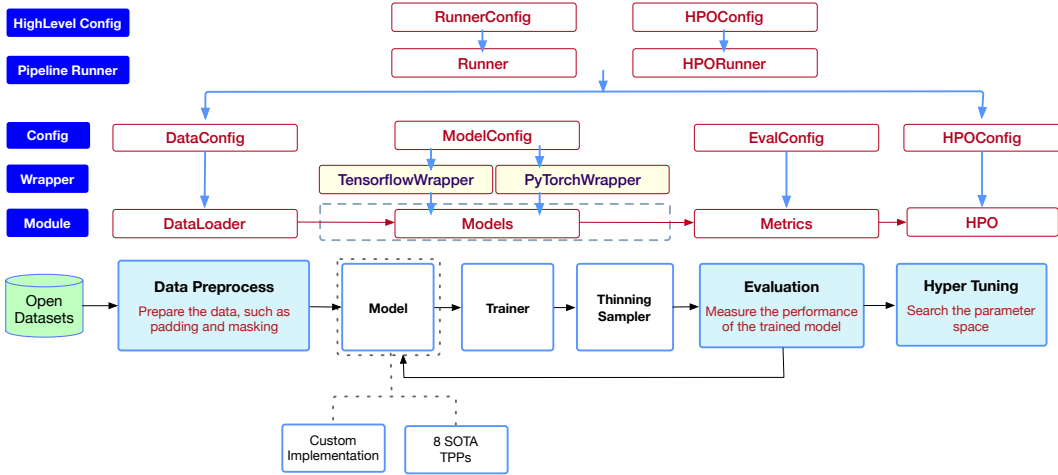 HighLevel Config
RunnerConfig
HPOConfig
Pipeline Runner
Runner
HPORunner
Config
DataConfig
ModelConfig
EvalConfig
HPOConfig
Wrapper
TensorflowWrapper
PyTorchWrapper
Module
DataLoader
Models
Metrics
HPO
Open
Datasets
Data Preprocess
Prepare the data, such as
padding and masking
Model
Trainer
Thinning
Sampler
Evaluation
Measure the performance
of the trained model
Hyper Tuning
Search the parameter
space
Custom
Implementation
8 SOTA
TPPs